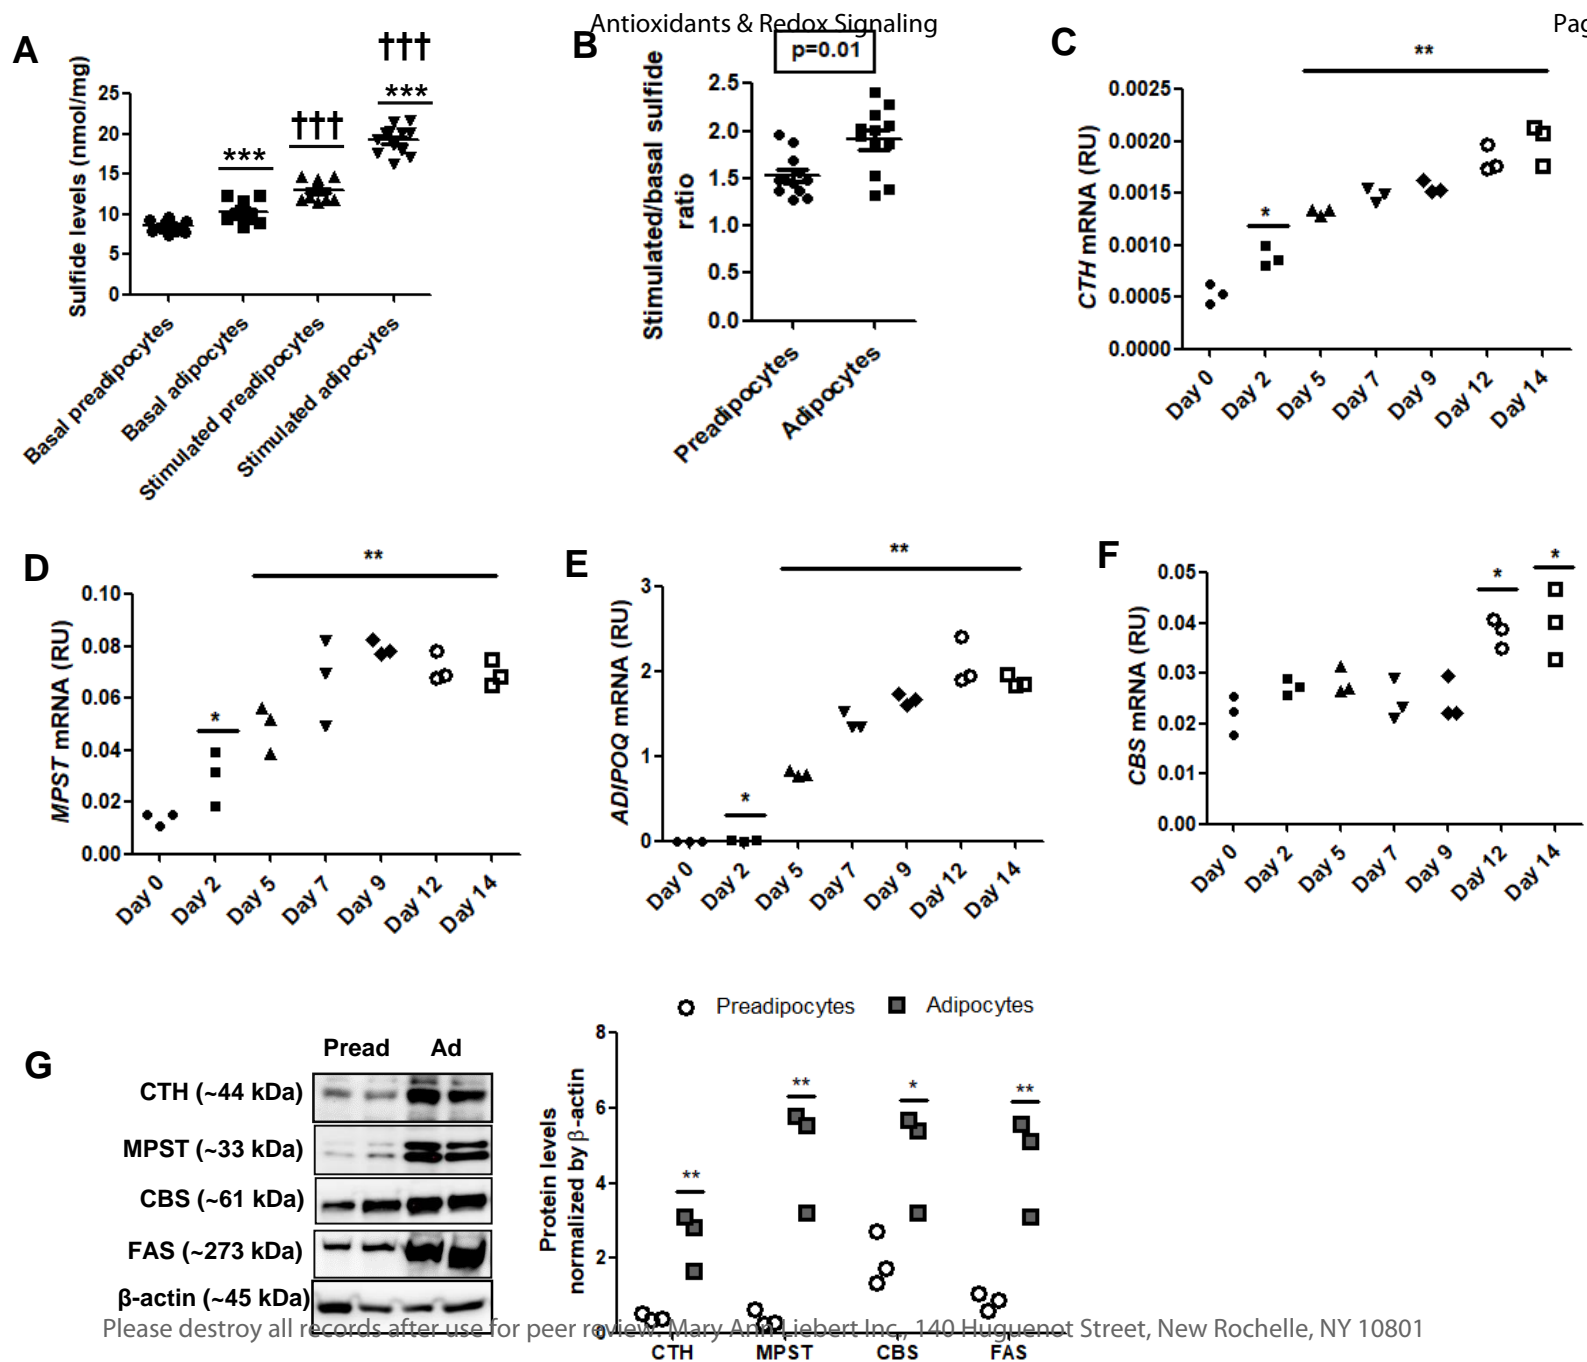 Antioxidants & Redox Signaling
Pag
A
†††
***
†††
***
Sulfide levels (nmol/mg)
25
20
15
10
5
0
Basal preadipocytes
Basal adipocytes
Stimulated preadipocytes
Stimulated adipocytes
B
p=0.01
Stimulated/basal sulfide
ratio
2.5
2.0
1.5
1.0
0.5
0.0
Preadipocytes
Adipocytes
C
**
*
CTH mRNA (RU)
0.0025
0.0020
0.0015
0.0010
0.0005
0.0000
Day 0
Day 2
Day 5
Day 7
Day 9
Day 12
Day 14
D
**
*
MPST mRNA (RU)
0.10
0.08
0.06
0.04
0.02
0.00
Day 0
Day 2
Day 5
Day 7
Day 9
Day 12
Day 14
E
**
*
ADIPOQ mRNA (RU)
3
2
1
0
Day 0
Day 2
Day 5
Day 7
Day 9
Day 12
Day 14
F
*
*
CBS mRNA (RU)
0.05
0.04
0.03
0.02
0.01
0.00
Day 0
Day 2
Day 5
Day 7
Day 9
Day 12
Day 14
G
Pread Ad
CTH (~44 kDa)
MPST (~33 kDa)
CBS (~61 kDa)
FAS (~273 kDa)
β-actin (~45 kDa)
Preadipocytes Adipocytes
Protein levels
normalized by β-actin
8
6
4
2
0
**
**
*
**
CTH
MPST
CBS
FAS
Please destroy all records after use for peer review. Mary Ann Liebert Inc., 140 Huguenot Street, New Rochelle, NY 10801